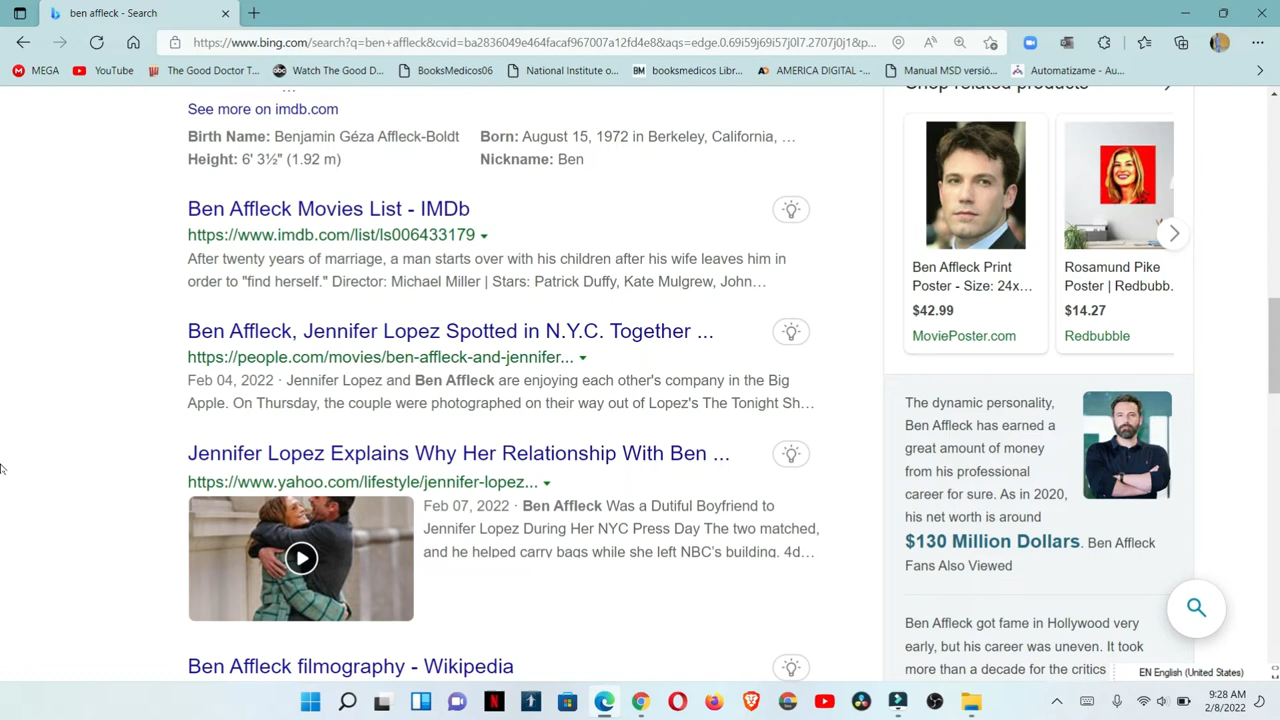 ben affleck - Search
https://www.bing.com/search?q=ben+affleck&cvid=ba2836049e464facaf967007a12fd4e8&aqs=edge.0.69i59j69i57j0l7.2707j0j1&p...
MEGA
YouTube
The Good Doctor T...
Watch The Good D...
BooksMedicos06
National Institute o...
booksmedicos Libr...
AMERICA DIGITAL -...
Manual MSD versió...
Automatizame - Au...
...
See more on imdb.com
Birth Name: Benjamin Géza Affleck-Boldt
Born: August 15, 1972 in Berkeley, California, ...
Height: 6' 3½" (1.92 m)
Nickname: Ben
Ben Affleck Movies List - IMDb
https://www.imdb.com/list/ls006433179
After twenty years of marriage, a man starts over with his children after his wife leaves him in
order to "find herself." Director: Michael Miller | Stars: Patrick Duffy, Kate Mulgrew, John...
Ben Affleck, Jennifer Lopez Spotted in N.Y.C. Together ...
https://people.com/movies/ben-affleck-and-jennifer...
Feb 04, 2022 · Jennifer Lopez and Ben Affleck are enjoying each other's company in the Big
Apple. On Thursday, the couple were photographed on their way out of Lopez's The Tonight Sh...
Jennifer Lopez Explains Why Her Relationship With Ben ...
https://www.yahoo.com/lifestyle/jennifer-lopez...
Feb 07, 2022 · Ben Affleck Was a Dutiful Boyfriend to
Jennifer Lopez During Her NYC Press Day The two matched,
and he helped carry bags while she left NBC's building. 4d...
Ben Affleck filmography - Wikipedia
Shop related products
Ben Affleck Print
Poster - Size: 24x...
$42.99
MoviePoster.com
Rosamund Pike
Poster | Redbubb.
$14.27
Redbubble
The dynamic personality,
Ben Affleck has earned a
great amount of money
from his professional
career for sure. As in 2020,
his net worth is around
$130 Million Dollars. Ben Affleck
Fans Also Viewed
Ben Affleck got fame in Hollywood very
early, but his career was uneven. It took
more than a decade for the critics
EN English (United States)
9:28 AM
2/8/2022